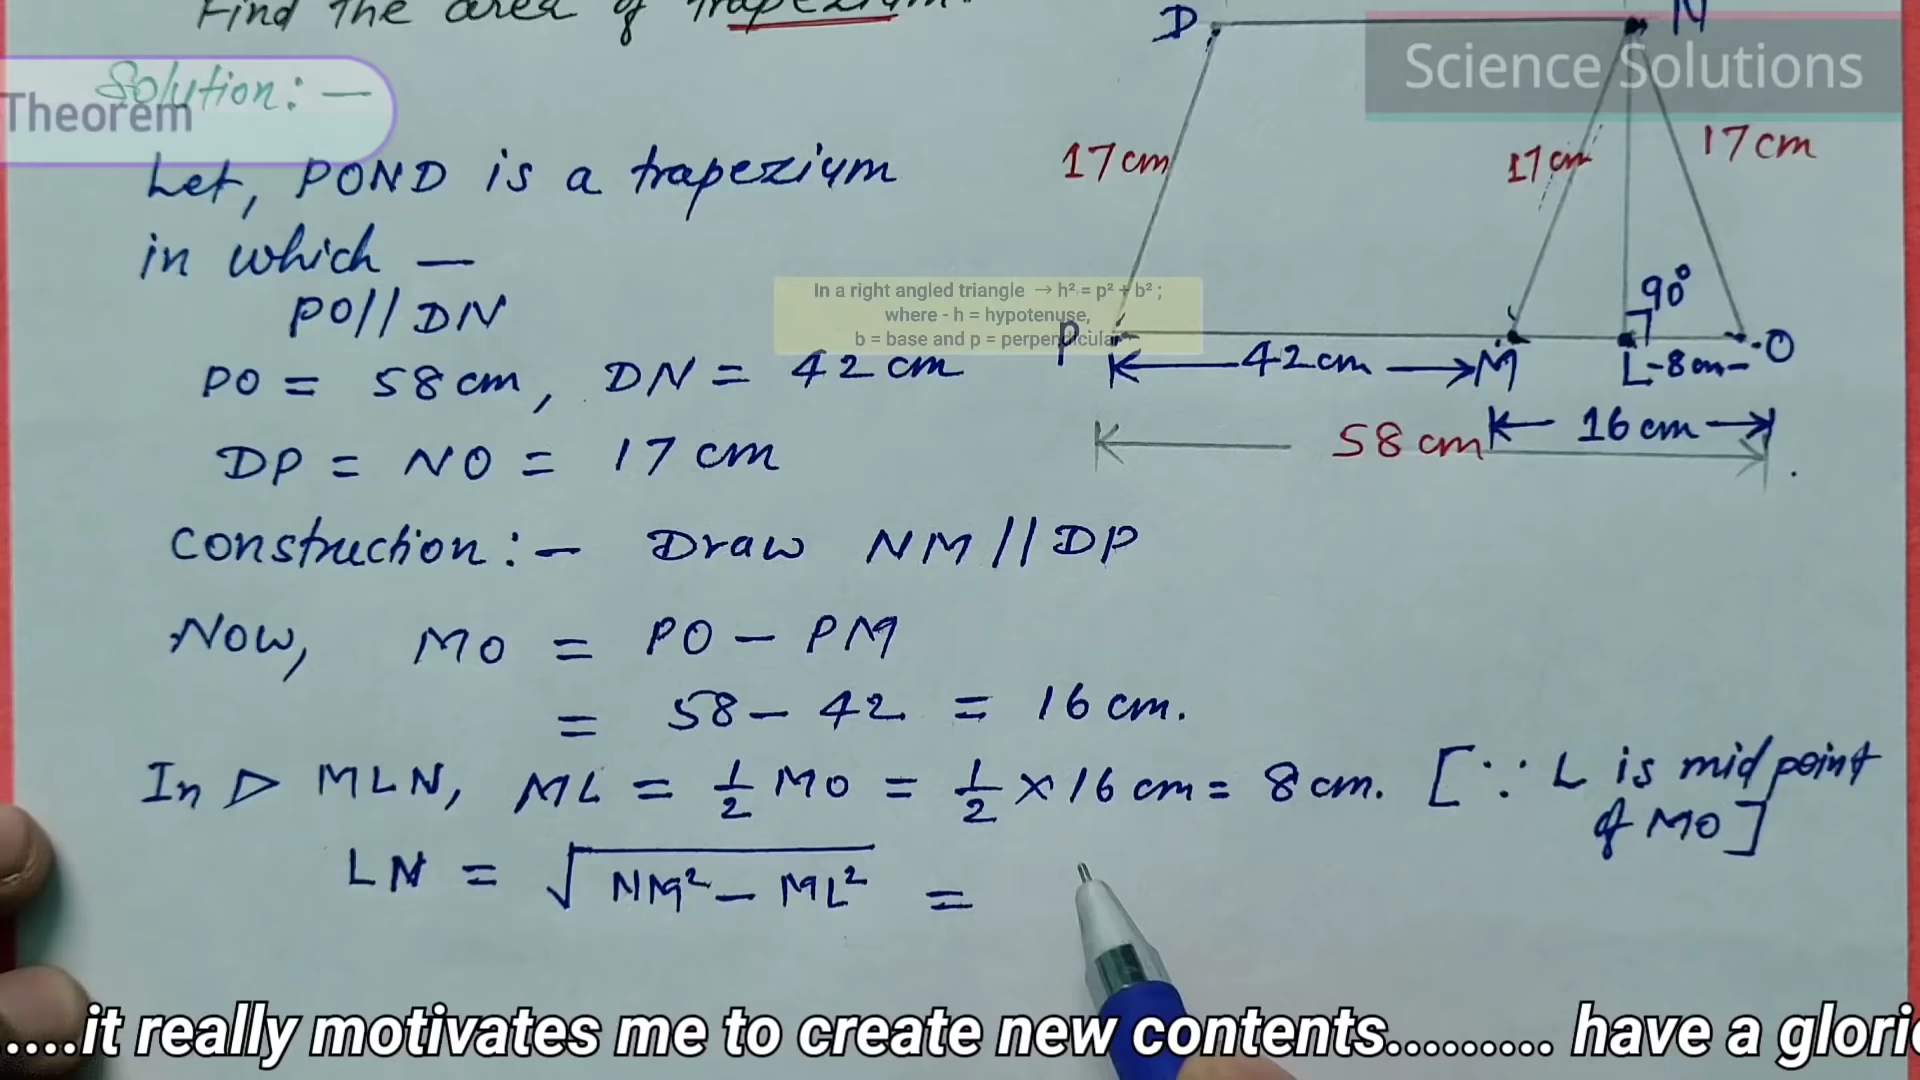 Find the area of trapezium.
Solution: —
Theorem
Let, POND is a trapezium
in which —
PO // DN
PO = 58 cm, DN = 42 cm
DP = NO = 17 cm
Construction :— Draw NM // DP
Now, MO = PO — PM
= 58 — 42 = 16 cm.
In ▷ MLN, ML = 1/2 MO = 1/2 × 16 cm = 8 cm. [∵ L is mid point
of MO]
LN = √(NM² — ML²) =
D
N
Science Solutions
17 cm
17 cm
17 cm
In a right angled triangle → h² = p² + b² ;
where - h = hypotenuse,
b = base and p = perpendicular
90°
P
M
L
-8cm-
O
42 cm
16 cm
58 cm
.....it really motivates me to create new contents......... have a glori